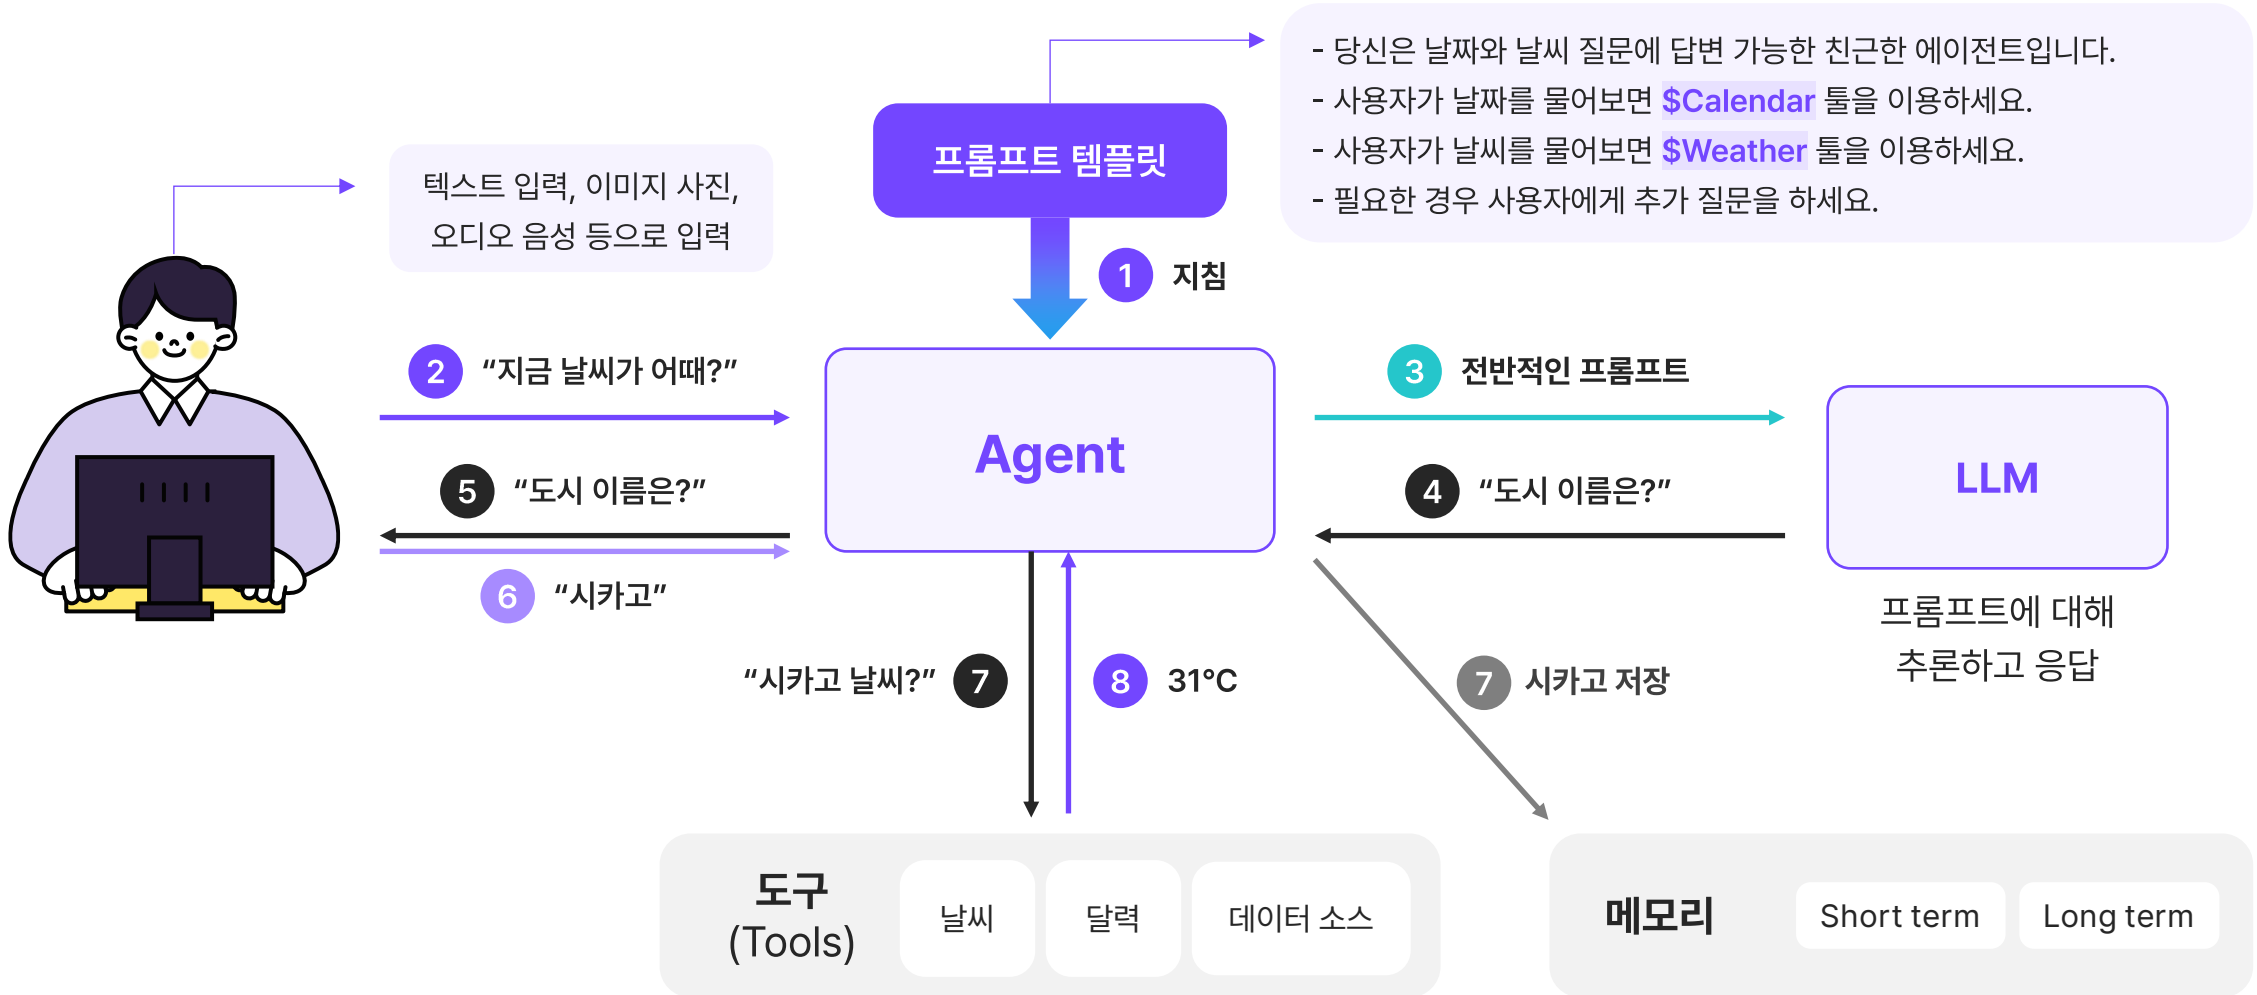 - 당신은 날짜와 날씨 질문에 답변 가능한 친근한 에이전트입니다.
- 사용자가 날짜를 물어보면 $Calendar 툴을 이용하세요.
- 사용자가 날씨를 물어보면 $Weather 툴을 이용하세요.
- 필요한 경우 사용자에게 추가 질문을 하세요.
프롬프트 템플릿
텍스트 입력, 이미지 사진,
오디오 음성 등으로 입력
1 지침
2 “지금 날씨가 어때?”
3 전반적인 프롬프트
Agent
LLM
5 “도시 이름은?”
4 “도시 이름은?”
6 “시카고”
프롬프트에 대해
추론하고 응답
“시카고 날씨?” 7
8 31°C
7 시카고 저장
도구
(Tools)
날씨
달력
데이터 소스
메모리
Short term
Long term